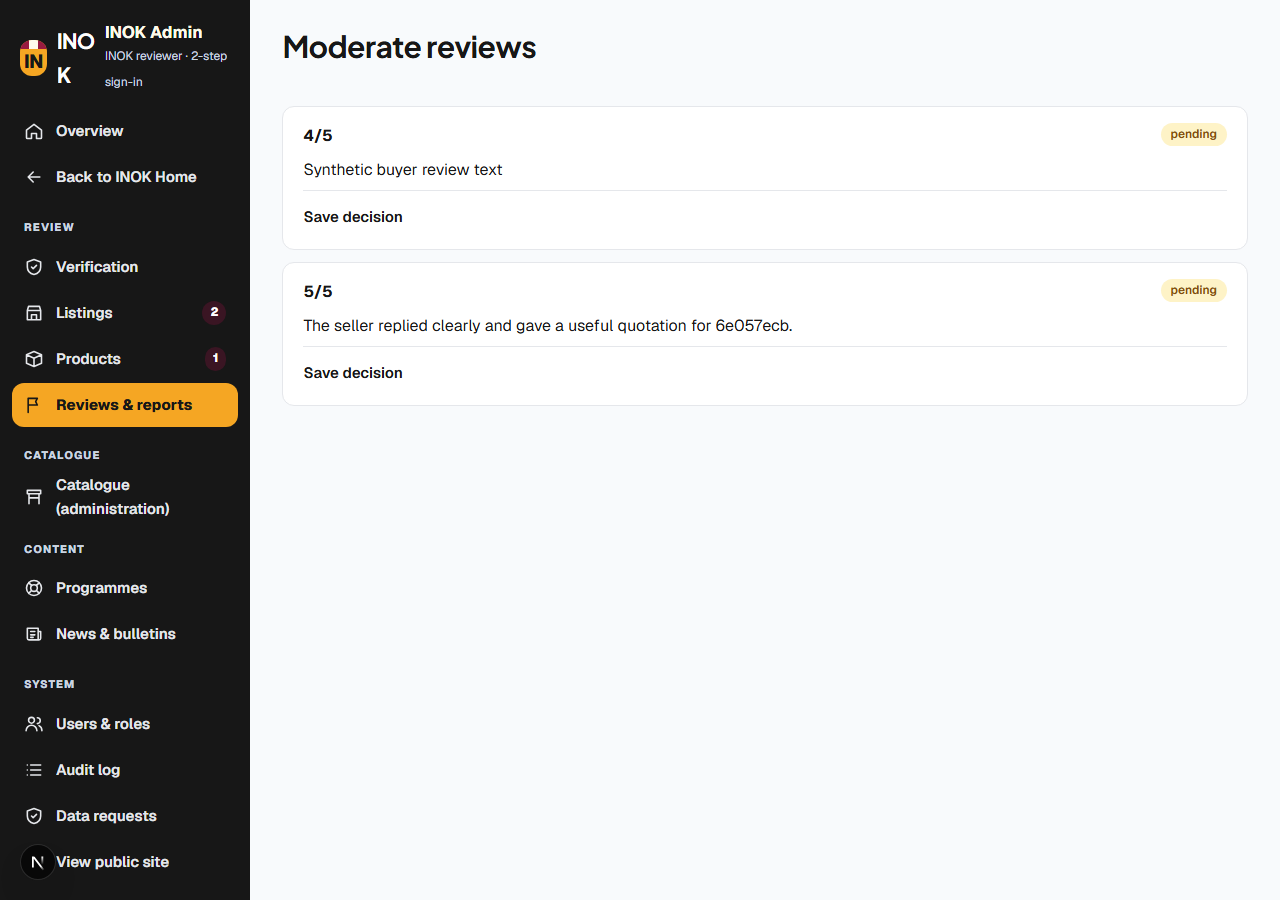 IN
INO
K
INOK Admin
INOK reviewer · 2-step
sign-in
Overview
Back to INOK Home
REVIEW
Verification
Listings 2
Products 1
Reviews & reports
CATALOGUE
Catalogue
(administration)
CONTENT
Programmes
News & bulletins
SYSTEM
Users & roles
Audit log
Data requests
N View public site
Moderate reviews
4/5 pending
Synthetic buyer review text
Save decision
5/5 pending
The seller replied clearly and gave a useful quotation for 6e057ecb.
Save decision